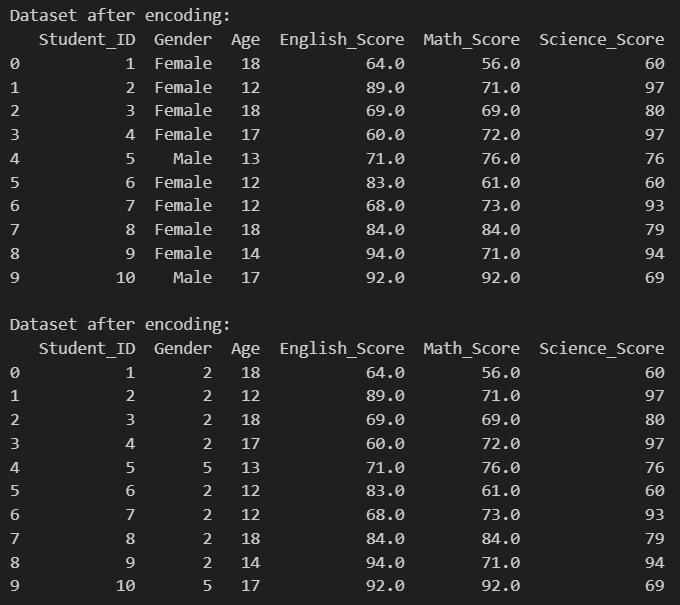 Dataset after encoding:
   Student_ID  Gender  Age  English_Score  Math_Score  Science_Score
0           1  Female   18           64.0        56.0             60
1           2  Female   12           89.0        71.0             97
2           3  Female   18           69.0        69.0             80
3           4  Female   17           60.0        72.0             97
4           5    Male   13           71.0        76.0             76
5           6  Female   12           83.0        61.0             60
6           7  Female   12           68.0        73.0             93
7           8  Female   18           84.0        84.0             79
8           9  Female   14           94.0        71.0             94
9          10    Male   17           92.0        92.0             69
Dataset after encoding:
   Student_ID  Gender  Age  English_Score  Math_Score  Science_Score
0           1       2   18           64.0        56.0             60
1           2       2   12           89.0        71.0             97
2           3       2   18           69.0        69.0             80
3           4       2   17           60.0        72.0             97
4           5       5   13           71.0        76.0             76
5           6       2   12           83.0        61.0             60
6           7       2   12           68.0        73.0             93
7           8       2   18           84.0        84.0             79
8           9       2   14           94.0        71.0             94
9          10       5   17           92.0        92.0             69